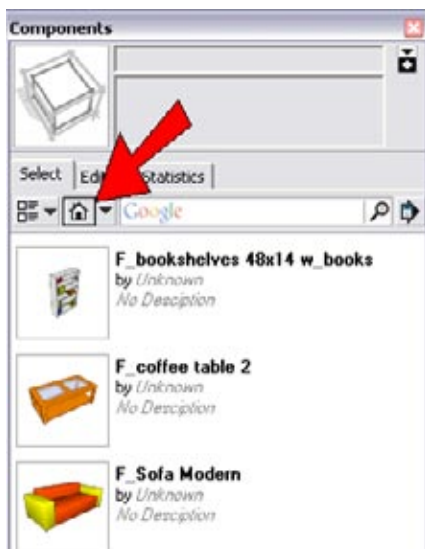 Components
Select Edi Statistics
Google
F_bookshelves 48x14 w_books
by Unknown
No Desciption
F_coffee table 2
by Unknown
No Desciption
F_Sofa Modern
by Unknown
No Desciption